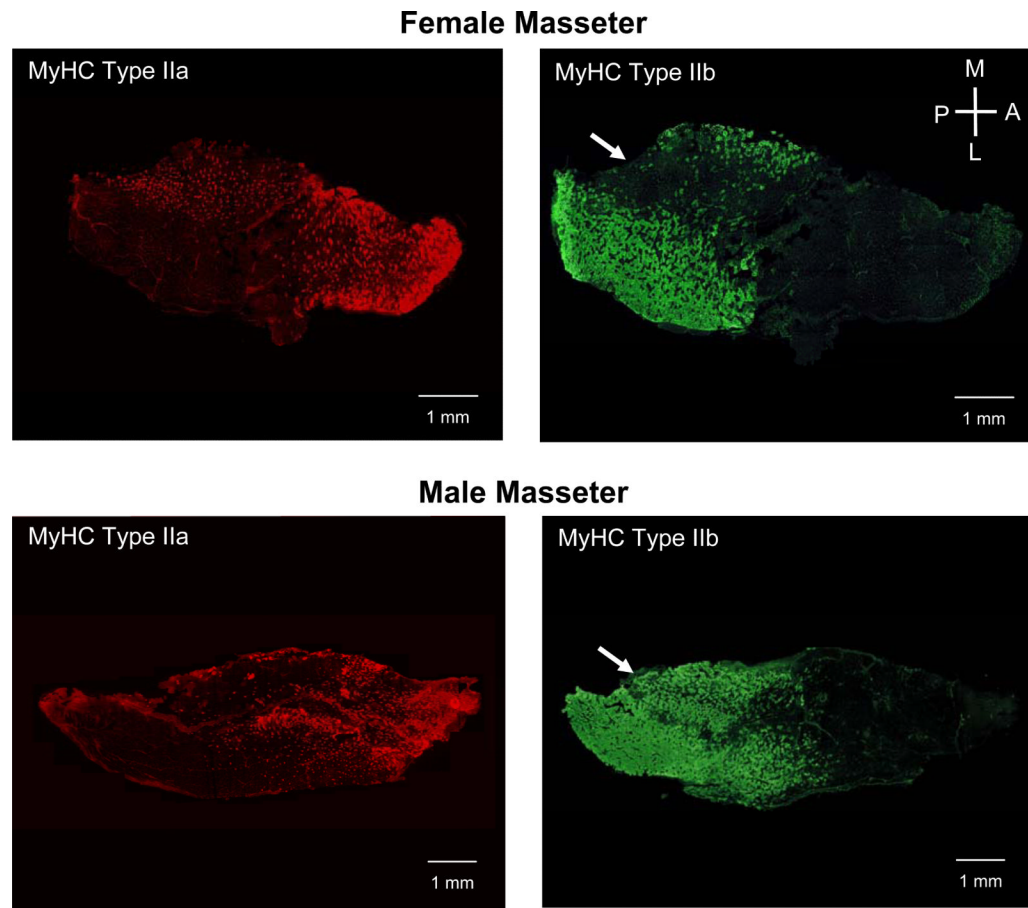 Female Masseter
MyHC Type IIa
MyHC Type IIb
M
P
A
L
1 mm
1 mm
Male Masseter
MyHC Type IIa
MyHC Type IIb
1 mm
1 mm